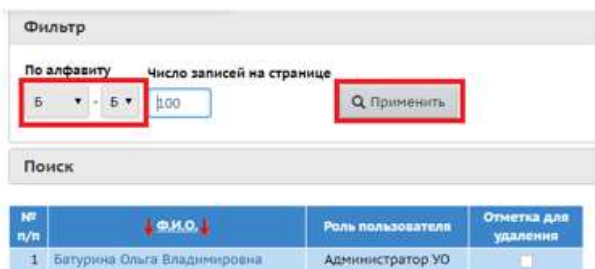 Фильтр
По алфавиту Число записей на странице
Б - Б 100 Применить
Поиск
№ п/п Ф.И.О. Роль пользователя Отметка для удаления
1 Батурина Ольга Владимировна Администратор УО